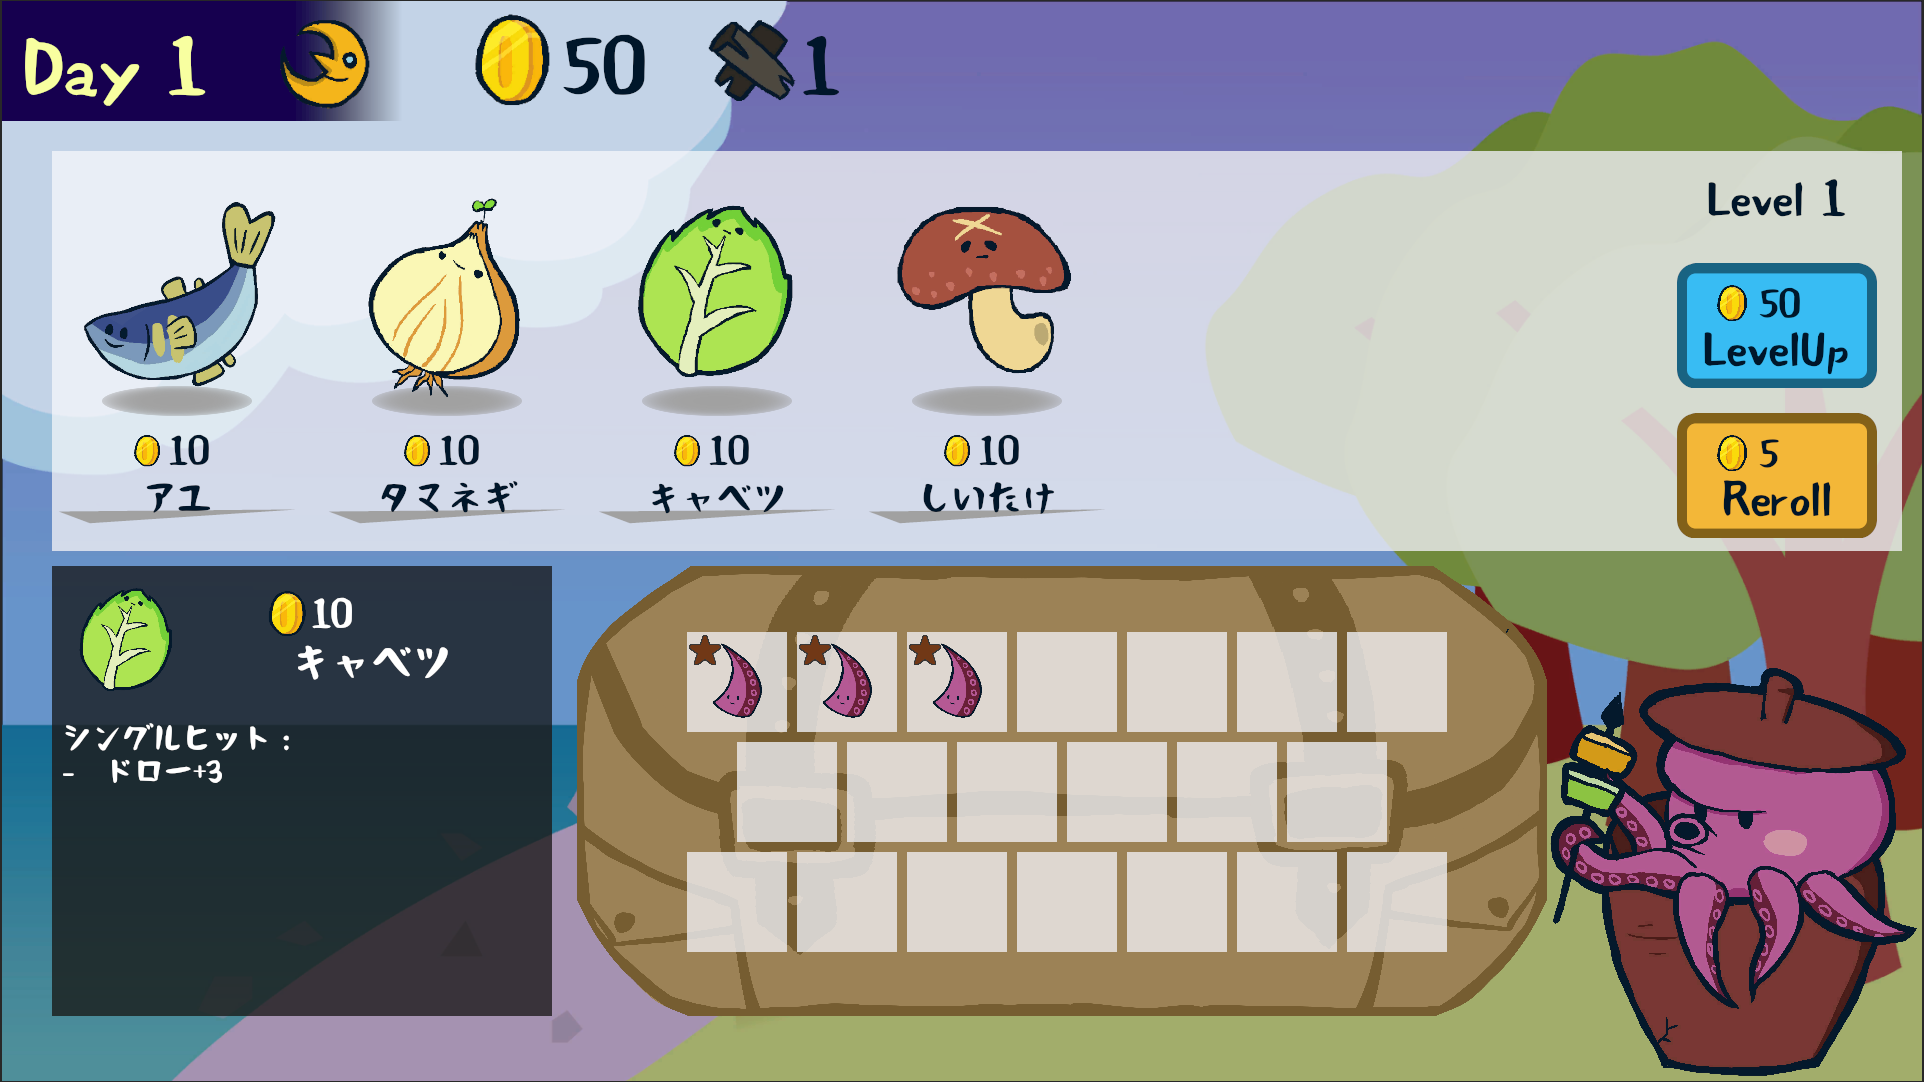 Day 1
50
1
Level 1
50
LevelUp
5
Reroll
10
アユ
10
タマネギ
10
キャベツ
10
しいたけ
10
キャベツ
シングルヒット：
- ドロー+3